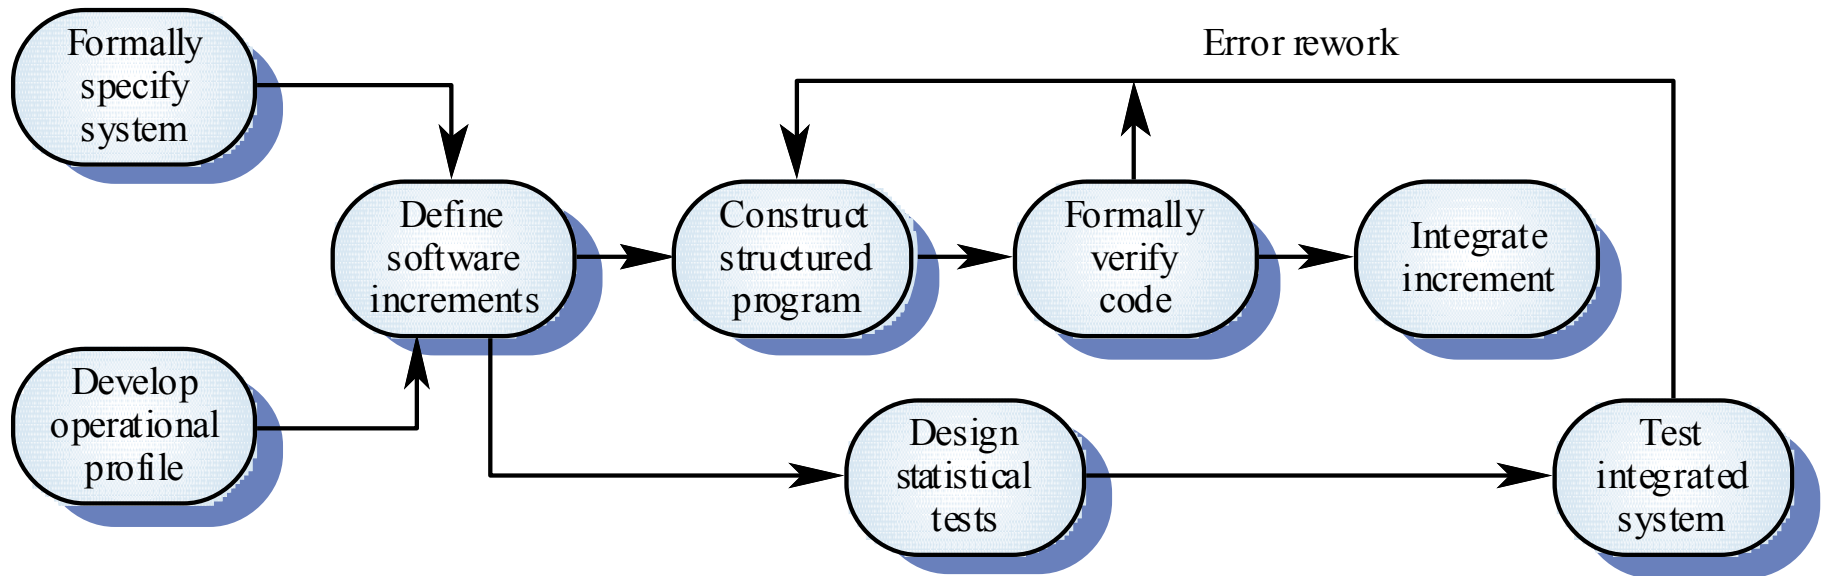 Formally
specify
system
Error rework
Define
software
increments
Construct
structured
program
Formally
verify
code
Integrate
increment
Develop
operational
profile
Design
statistical
tests
Test
integrated
system